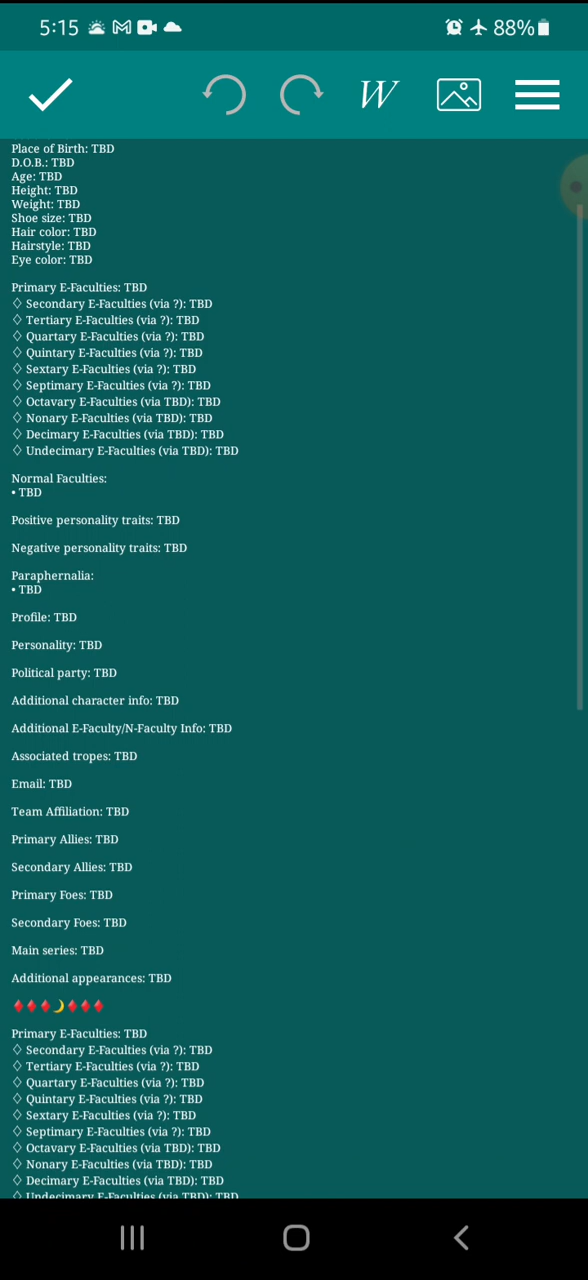 5:15
88%
W
Place of Birth: TBD
D.O.B.: TBD
Age: TBD
Height: TBD
Weight: TBD
Shoe size: TBD
Hair color: TBD
Hairstyle: TBD
Eye color: TBD
Primary E-Faculties: TBD
♢ Secondary E-Faculties (via ?): TBD
♢ Tertiary E-Faculties (via ?): TBD
♢ Quartary E-Faculties (via ?): TBD
♢ Quintary E-Faculties (via ?): TBD
♢ Sextary E-Faculties (via ?): TBD
♢ Septimary E-Faculties (via ?): TBD
♢ Octavary E-Faculties (via TBD): TBD
♢ Nonary E-Faculties (via TBD): TBD
♢ Decimary E-Faculties (via TBD): TBD
♢ Undecimary E-Faculties (via TBD): TBD
Normal Faculties:
• TBD
Positive personality traits: TBD
Negative personality traits: TBD
Paraphernalia:
• TBD
Profile: TBD
Personality: TBD
Political party: TBD
Additional character info: TBD
Additional E-Faculty/N-Faculty Info: TBD
Associated tropes: TBD
Email: TBD
Team Affiliation: TBD
Primary Allies: TBD
Secondary Allies: TBD
Primary Foes: TBD
Secondary Foes: TBD
Main series: TBD
Additional appearances: TBD
♦️♦️♦️🌙♦️♦️♦️
Primary E-Faculties: TBD
♢ Secondary E-Faculties (via ?): TBD
♢ Tertiary E-Faculties (via ?): TBD
♢ Quartary E-Faculties (via ?): TBD
♢ Quintary E-Faculties (via ?): TBD
♢ Sextary E-Faculties (via ?): TBD
♢ Septimary E-Faculties (via ?): TBD
♢ Octavary E-Faculties (via TBD): TBD
♢ Nonary E-Faculties (via TBD): TBD
♢ Decimary E-Faculties (via TBD): TBD
♢ Undecimary E-Faculties (via TBD): TBD